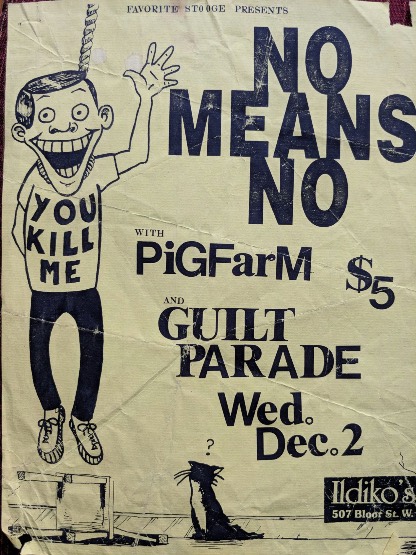 FAVORITE STOOGE PRESENTS
NO
MEANS
NO
YOU
KILL
ME
WITH
PiGFarM
$5
AND
GUILT
PARADE
Wed.
Dec. 2
?
Ildiko's
507 Bloor St. W.